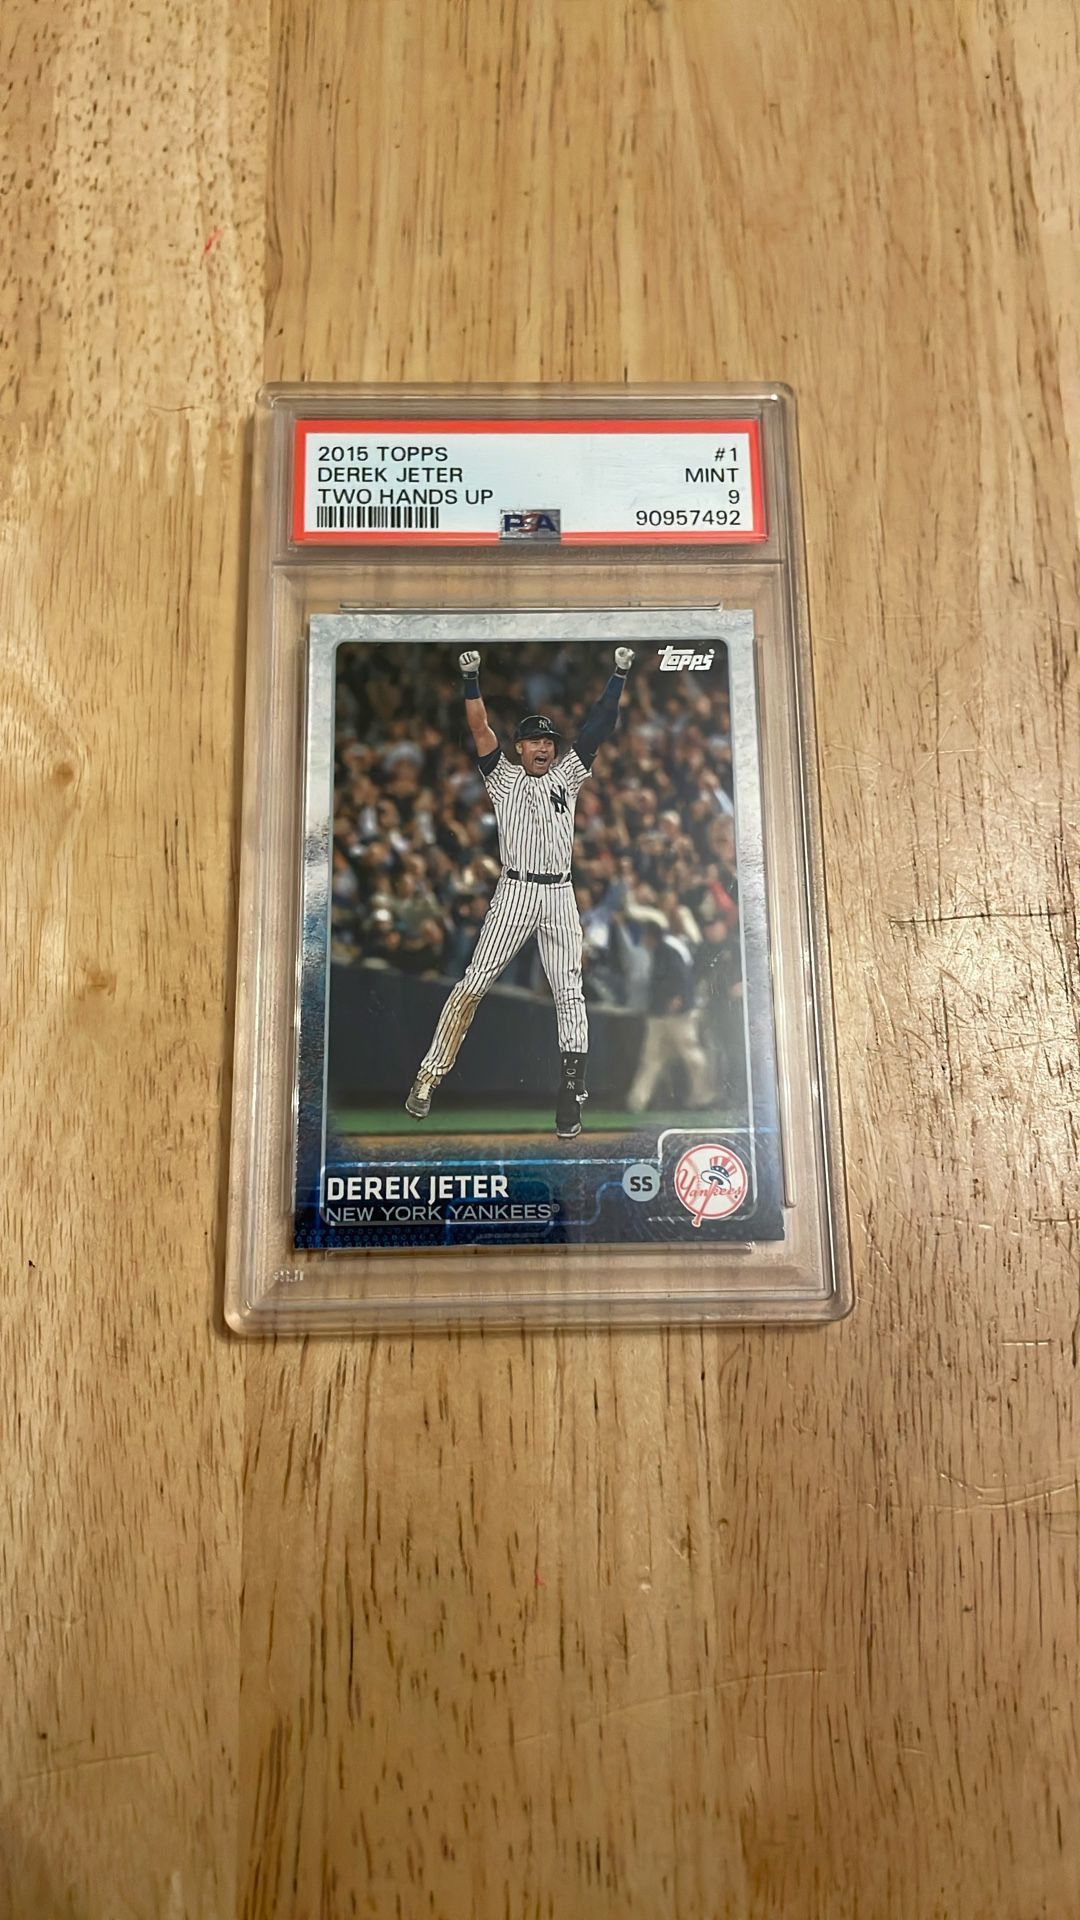 2015 TOPPS #1
DEREK JETER MINT
TWO HANDS UP 9
PSA 90957492
topps
NY
DEREK JETER SS Yankees
NEW YORK YANKEES®